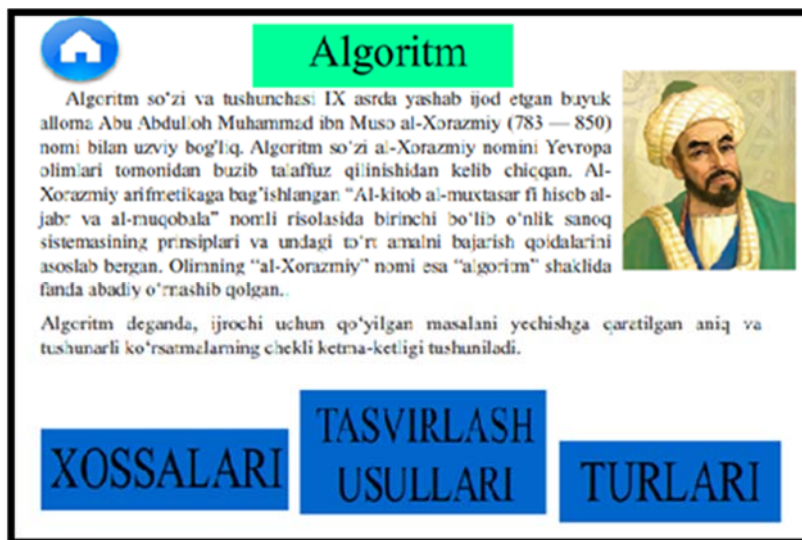 Algoritm
Algoritm so‘zi va tushunchasi IX asrda yashab ijod etgan buyuk
alloma Abu Abdulloh Muhammad ibn Muso al-Xorazmiy (783 — 850)
nomi bilan uzviy bog'liq. Algoritm so‘zi al-Xorazmiy nomini Yevropa
olimlari tomonidan buzib talaffuz qilinishidan kelib chiqqan. Al-
Xorazmiy arifmetikaga bag'ishlangan “Al-kitob al-muxtasar fi hisob al-
jabr va al-muqobala” nomli risolasida birinchi bo‘lib o‘nlik sanoq
sistemasining prinsiplari va undagi to‘rt amalni bajarish qoidalarini
asoslab bergan. Olimning “al-Xorazmiy” nomi esa “algoritm” shaklida
fanda abadiy o‘rnashib qolgan..
Algoritm deganda, ijrochi uchun qo‘yilgan masalani yechishga qaratilgan aniq va
tushunarli ko‘rsatmalarning chekli ketma-ketligi tushuniladi.
XOSSALARI
TASVIRLASH
USULLARI
TURLARI